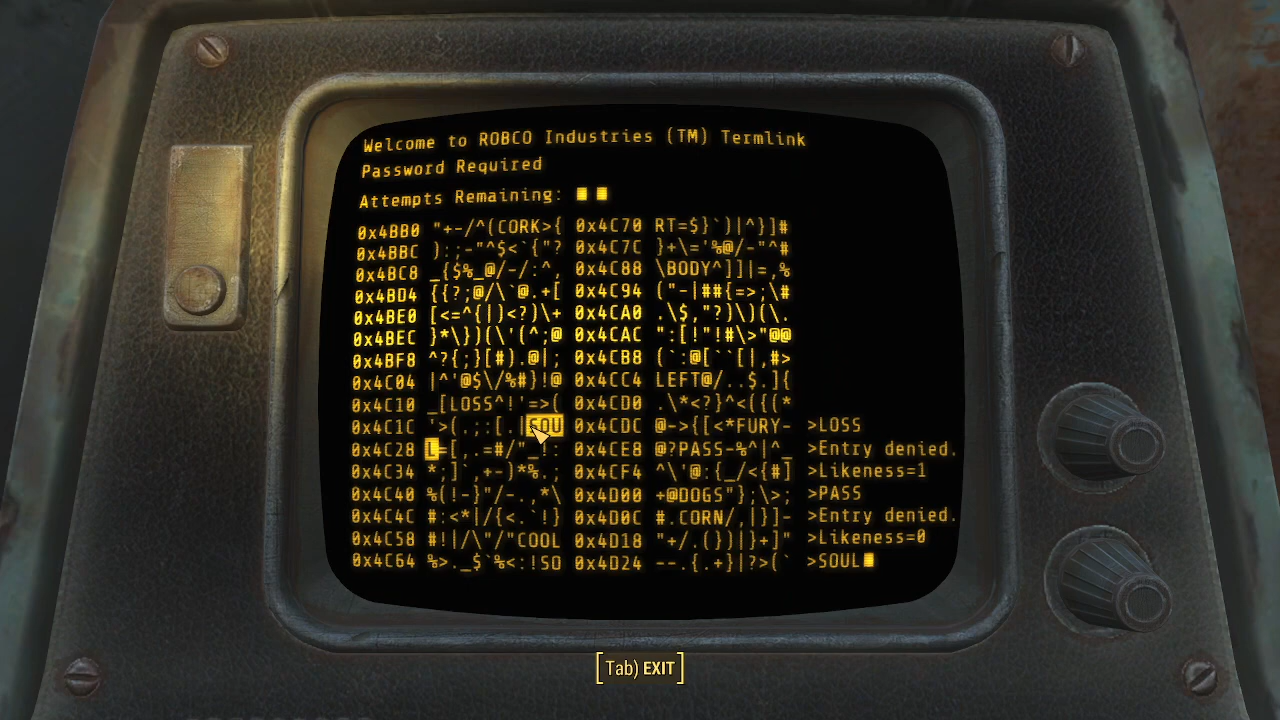 Welcome to ROBCO Industries (TM) Termlink
Password Required
Attempts Remaining: ■ ■
0x4BB0 "+-/^(CORK>{ 0x4C70 RT=$}`)|^}]#
0x4BBC ):;-"^$<`{"? 0x4C7C }+\='%@/-"^#
0x4BC8 _{$%_@/-/:^, 0x4C88 \BODY^]]|=,%
0x4BD4 {{?;@/\`@.+[ 0x4C94 ("-|##{=>;\#
0x4BE0 [<=^{|)<?)\+ 0x4CA0 .\$,"?)\)(\.
0x4BEC }*\})(\'(^;@ 0x4CAC ":[!"!#\>"@@
0x4BF8 ^?{;}[#).@|; 0x4CB8 (`:@[``[|,#>
0x4C04 |^'@$\/%#}!@ 0x4CC4 LEFT@/..$.]{
0x4C10 _[LOSS^!'=>( 0x4CD0 .\*<?}^<({(*
0x4C1C '>(,;:[.|SOU 0x4CDC @->{[<*FURY- >LOSS
0x4C28 L=[,.=#/"_!: 0x4CE8 @?PASS-%^|^_ >Entry denied.
0x4C34 *;]`,+-)*%.; 0x4CF4 ^\'@:{_/<{#] >Likeness=1
0x4C40 %(!-}"/-.,*\ 0x4D00 +@DOGS"};\>; >PASS
0x4C4C #:<*|/{<.`!} 0x4D0C #.CORN/,|}]- >Entry denied.
0x4C58 #!|/\"/"COOL 0x4D18 "+/.(})|}+]" >Likeness=0
0x4C64 %>._$`%<:!SO 0x4D24 --.{.+}|?>(` >SOUL■
[Tab) EXIT]